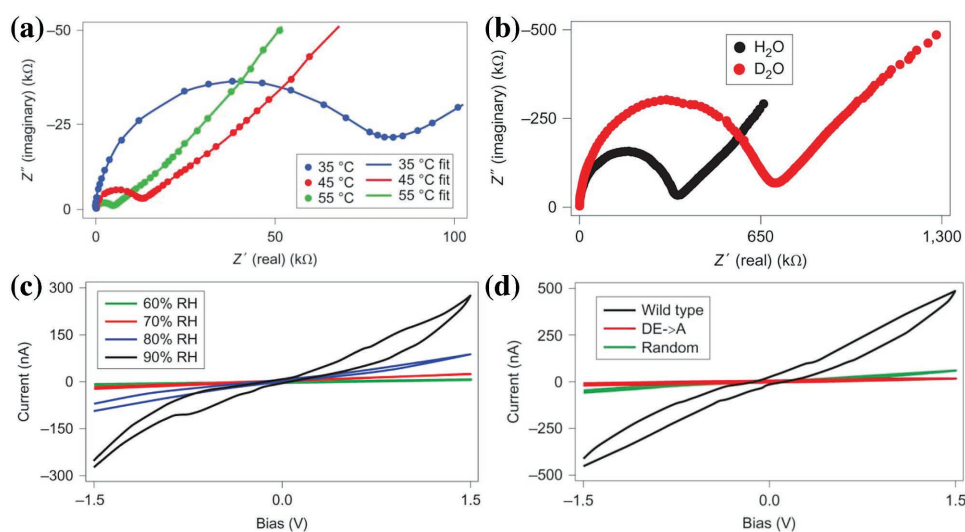 (a)
−50
−25
0
Z″ (imaginary) (kΩ)
35 °C
45 °C
55 °C
35 °C fit
45 °C fit
55 °C fit
0
50
100
Z′ (real) (kΩ)
(b)
−500
−250
0
Z″ (imaginary) (kΩ)
H₂O
D₂O
0
650
1,300
Z′ (real) (kΩ)
(c)
300
150
0
−150
−300
Current (nA)
60% RH
70% RH
80% RH
90% RH
−1.5
0.0
1.5
Bias (V)
(d)
500
250
0
−250
−500
Current (nA)
Wild type
DE->A
Random
−1.5
0.0
1.5
Bias (V)